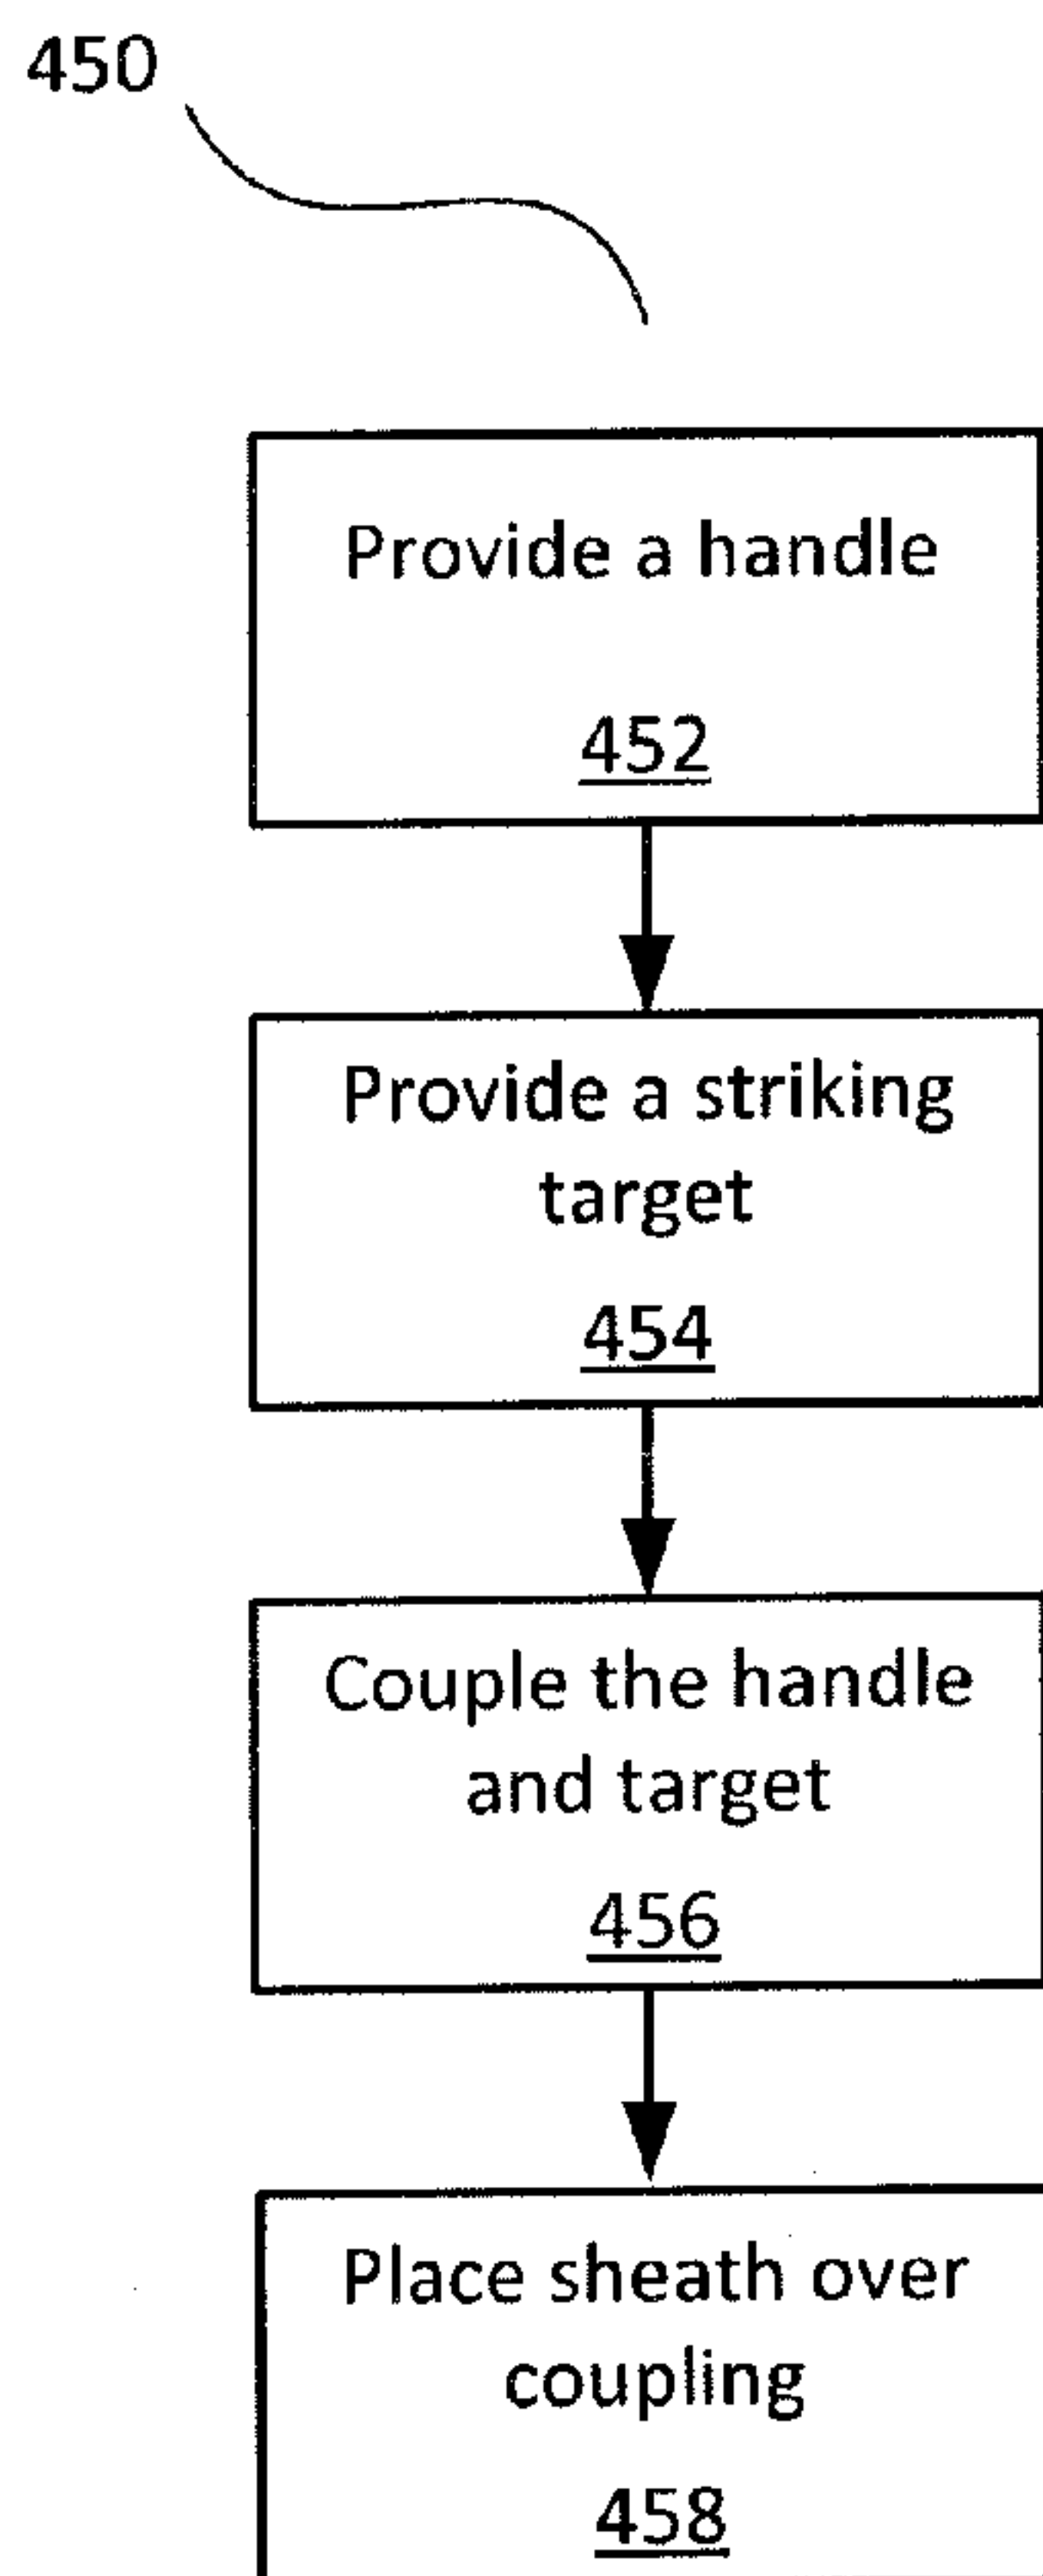 450
Provide a handle
452
Provide a striking
target
454
Couple the handle
and target
456
Place sheath over
coupling
458